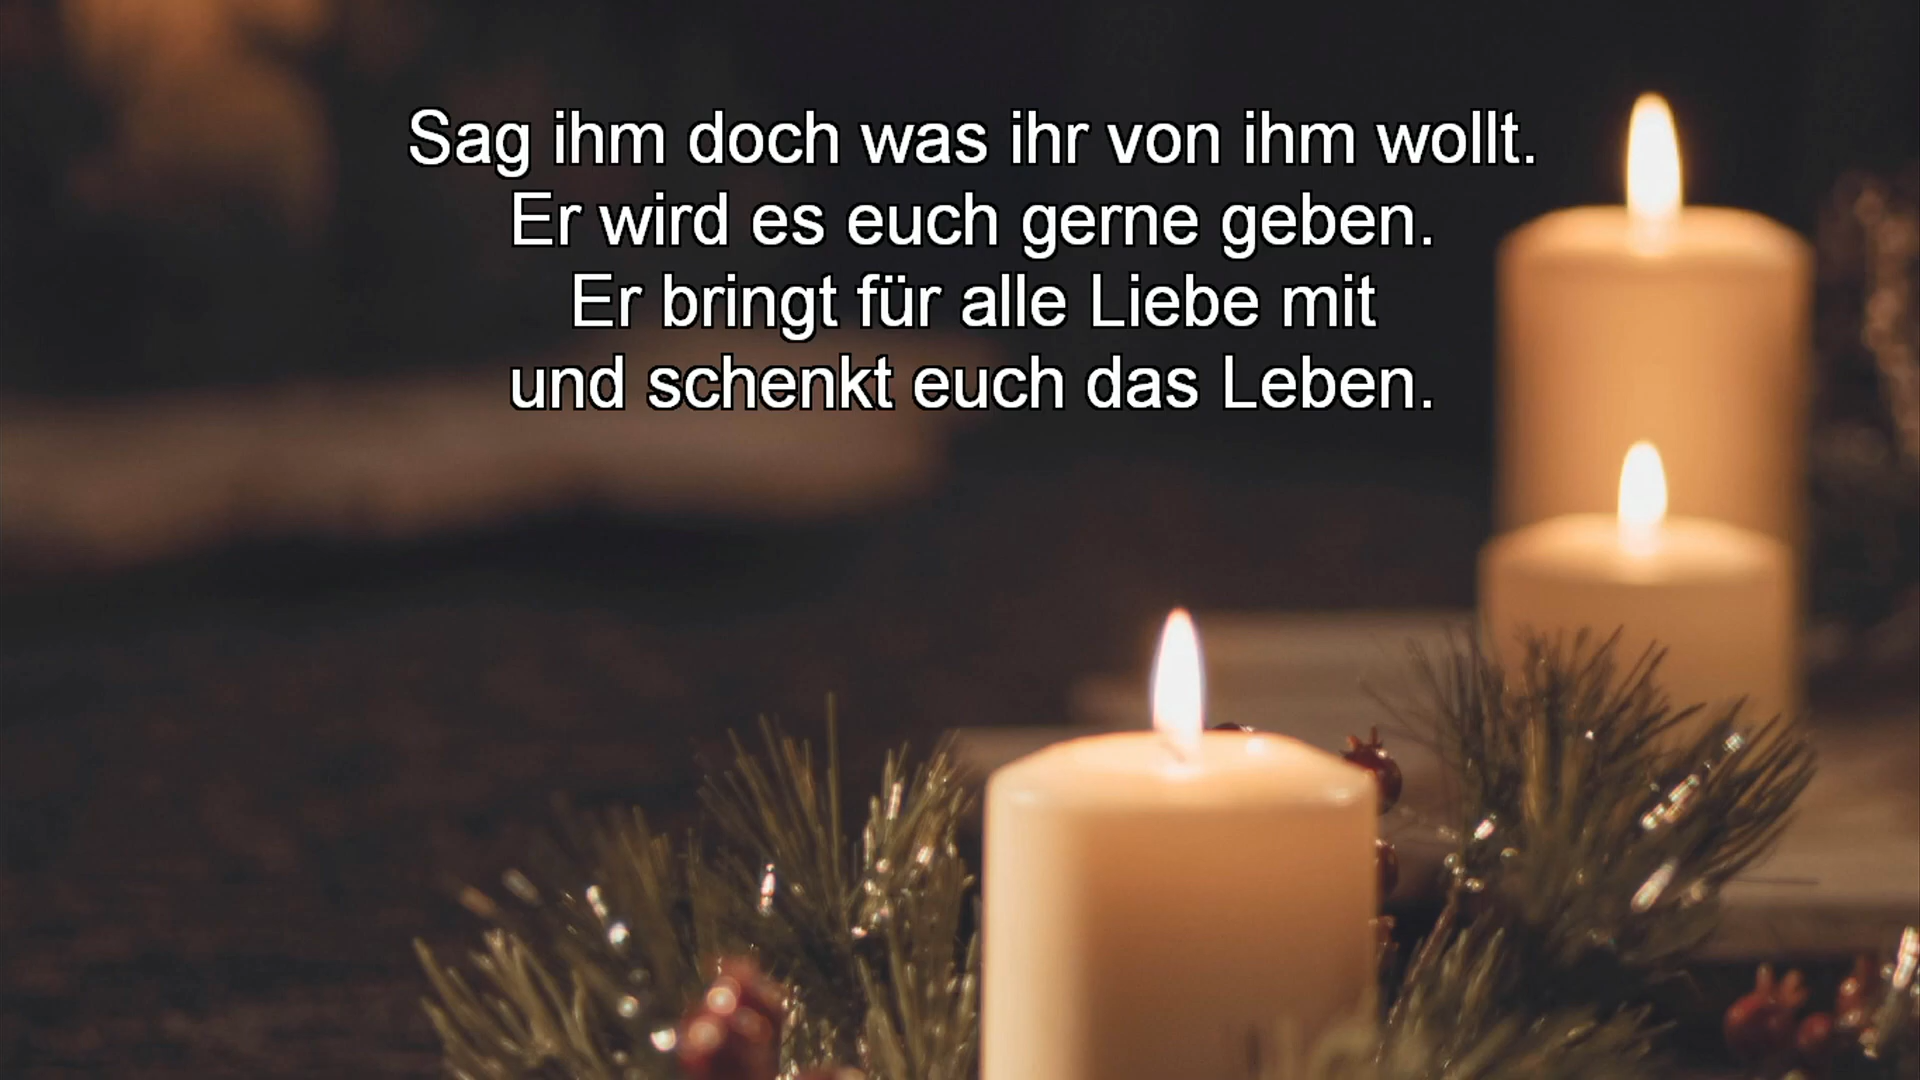 Sag ihm doch was ihr von ihm wollt.
Er wird es euch gerne geben.
Er bringt für alle Liebe mit
und schenkt euch das Leben.